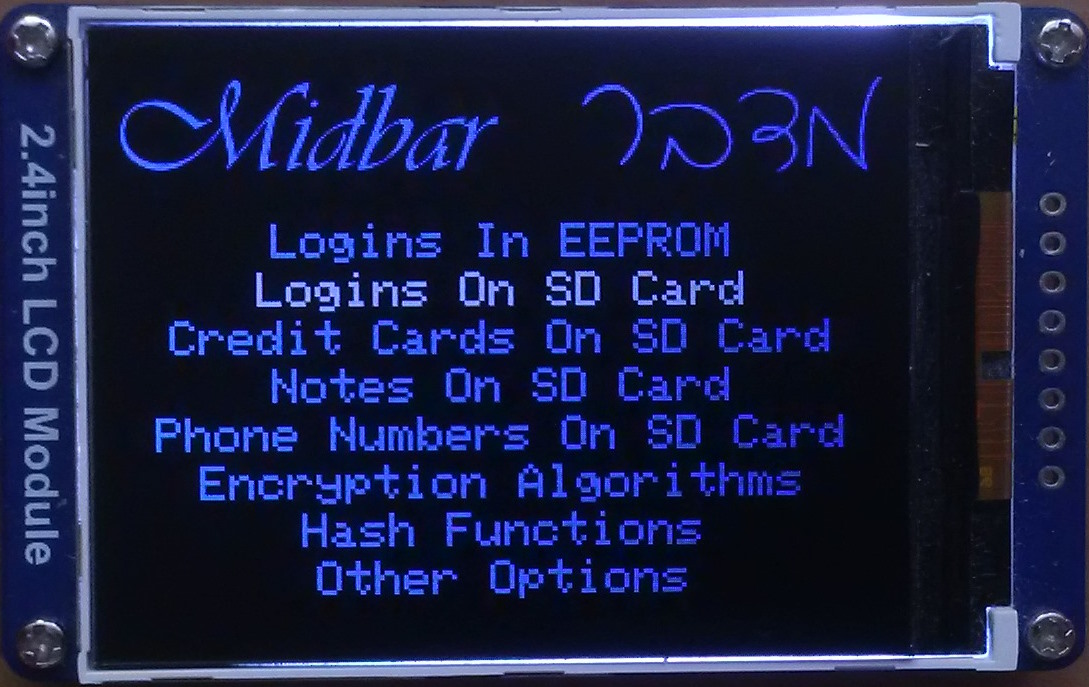 2.4inch LCD Module
Midbar מדבר
Logins In EEPROM
Logins On SD Card
Credit Cards On SD Card
Notes On SD Card
Phone Numbers On SD Card
Encryption Algorithms
Hash Functions
Other Options